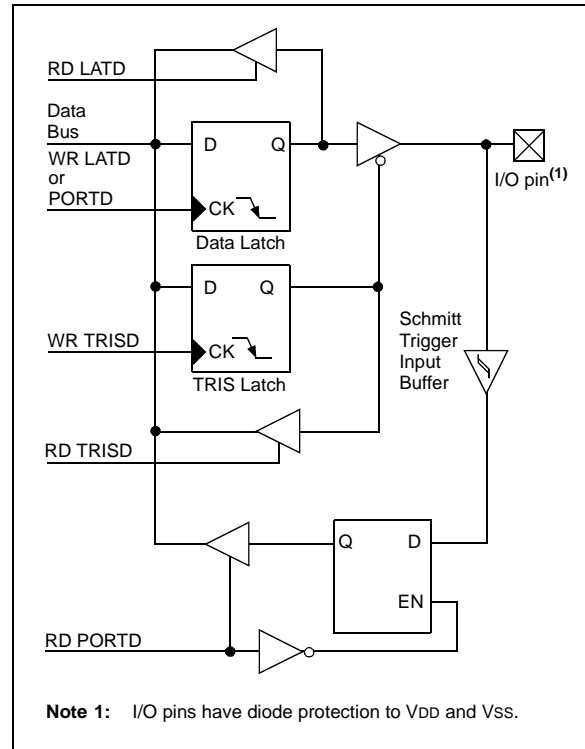 RD LATD
Data
Bus
WR LATD
or
PORTD
D Q
CK
Data Latch
I/O pin(1)
D Q
WR TRISD
CK
TRIS Latch
Schmitt
Trigger
Input
Buffer
RD TRISD
Q D
EN
RD PORTD
Note 1: I/O pins have diode protection to VDD and VSS.